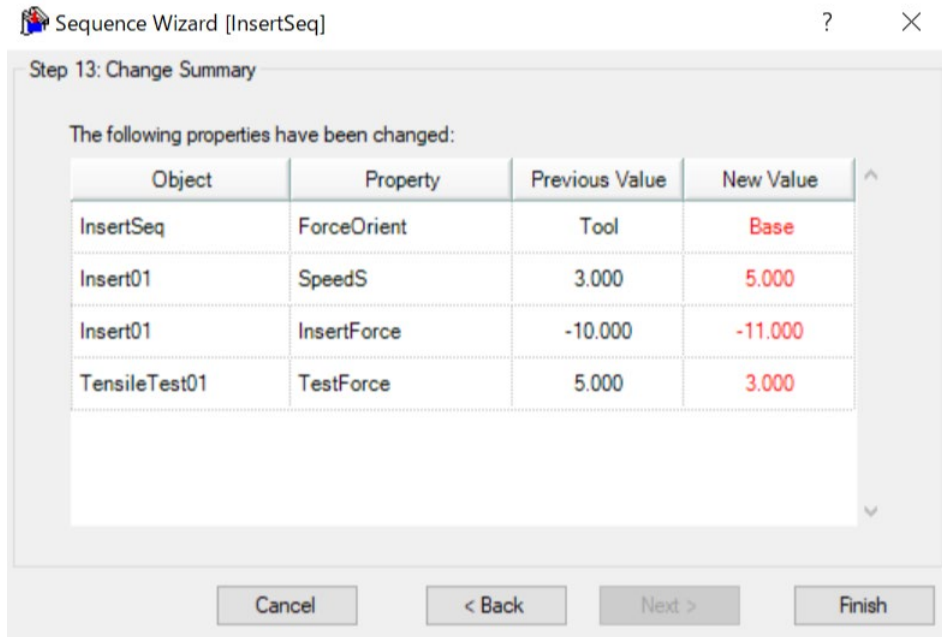 Sequence Wizard [InsertSeq] ?
Step 13: Change Summary
The following properties have been changed:
Object Property Previous Value New Value
InsertSeq ForceOrient Tool Base
Insert01 SpeedS 3.000 5.000
Insert01 InsertForce -10.000 -11.000
TensileTest01 TestForce 5.000 3.000
Cancel < Back Next > Finish